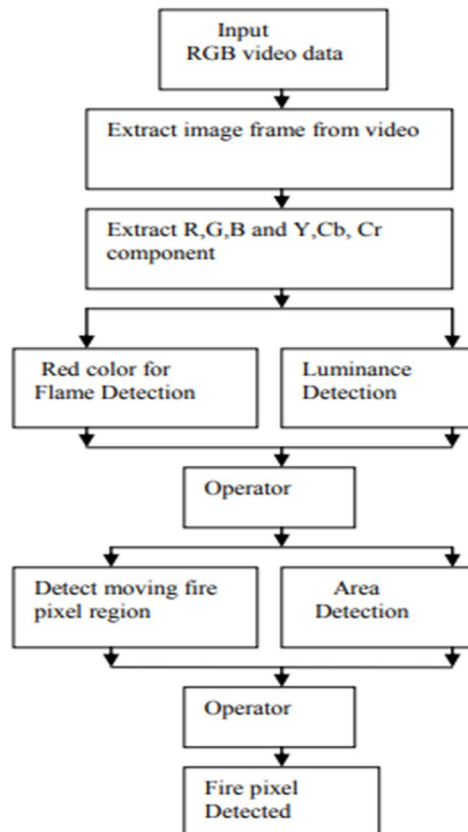 Input
RGB video data
Extract image frame from video
Extract R,G,B and Y,Cb, Cr
component
Red color for
Flame Detection
Luminance
Detection
Operator
Detect moving fire
pixel region
Area
Detection
Operator
Fire pixel
Detected